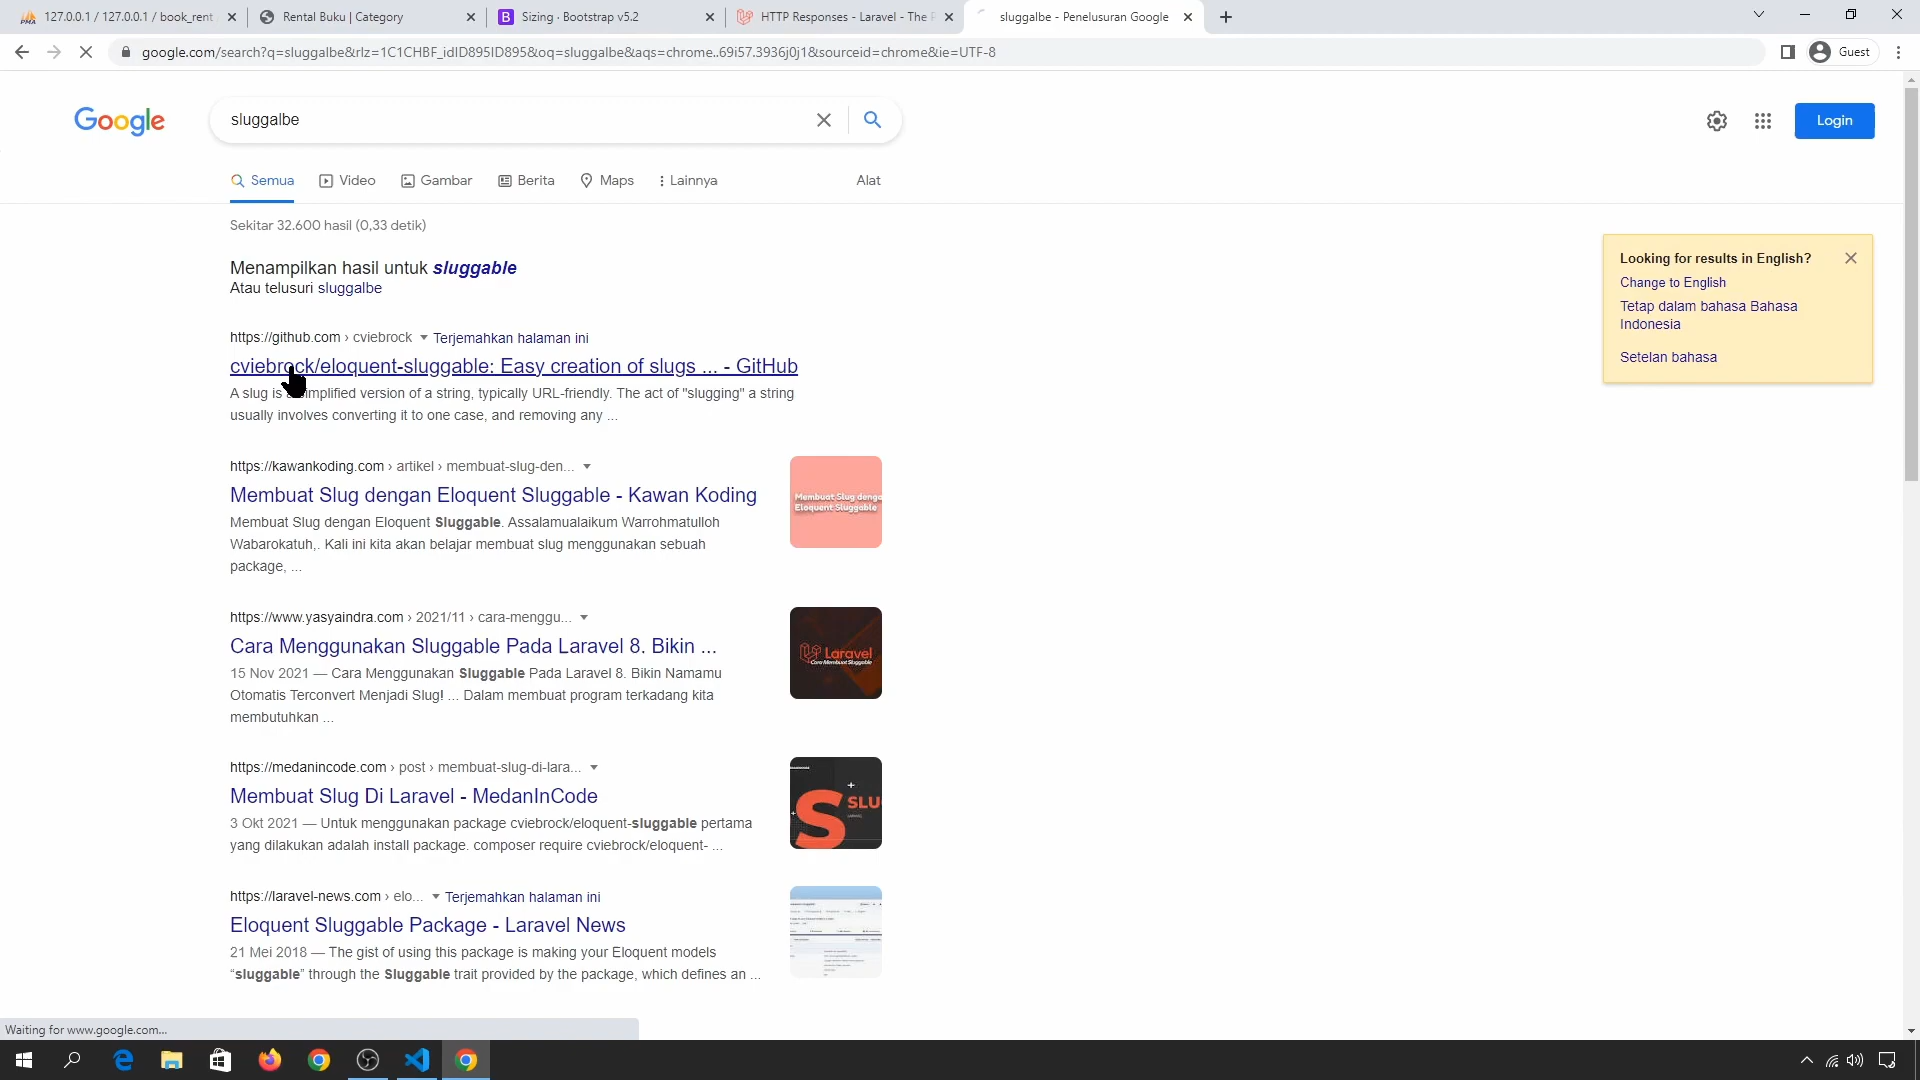 127.0.0.1 / 127.0.0.1 / book_rent
Rental Buku | Category
Sizing · Bootstrap v5.2
HTTP Responses - Laravel - The P
sluggalbe - Penelusuran Google
google.com/search?q=sluggalbe&rlz=1C1CHBF_idID895ID895&oq=sluggalbe&aqs=chrome..69i57.3936j0j1&sourceid=chrome&ie=UTF-8
Guest
Google
sluggalbe
Login
Semua
Video
Gambar
Berita
Maps
Lainnya
Alat
Sekitar 32.600 hasil (0,33 detik)
Menampilkan hasil untuk sluggable
Atau telusuri sluggalbe
Looking for results in English?
Change to English
Tetap dalam bahasa Bahasa
Indonesia
Setelan bahasa
https://github.com › cviebrock Terjemahkan halaman ini
cviebrock/eloquent-sluggable: Easy creation of slugs ... - GitHub
A slug is a simplified version of a string, typically URL-friendly. The act of "slugging" a string
usually involves converting it to one case, and removing any ...
https://kawankoding.com › artikel › membuat-slug-den...
Membuat Slug dengan Eloquent Sluggable - Kawan Koding
Membuat Slug dengan Eloquent Sluggable. Assalamualaikum Warrohmatulloh
Wabarokatuh,. Kali ini kita akan belajar membuat slug menggunakan sebuah
package, ...
Membuat Slug denga
Eloquent Sluggable
https://www.yasyaindra.com › 2021/11 › cara-menggu...
Cara Menggunakan Sluggable Pada Laravel 8. Bikin ...
15 Nov 2021 — Cara Menggunakan Sluggable Pada Laravel 8. Bikin Namamu
Otomatis Terconvert Menjadi Slug! ... Dalam membuat program terkadang kita
membutuhkan ...
Laravel
Cara Membuat Sluggable
https://medanincode.com › post › membuat-slug-di-lara...
Membuat Slug Di Laravel - MedanInCode
3 Okt 2021 — Untuk menggunakan package cviebrock/eloquent-sluggable pertama
yang dilakukan adalah install package. composer require cviebrock/eloquent- ...
SLU
https://laravel-news.com › elo... Terjemahkan halaman ini
Eloquent Sluggable Package - Laravel News
21 Mei 2018 — The gist of using this package is making your Eloquent models
“sluggable” through the Sluggable trait provided by the package, which defines an ...
Waiting for www.google.com...